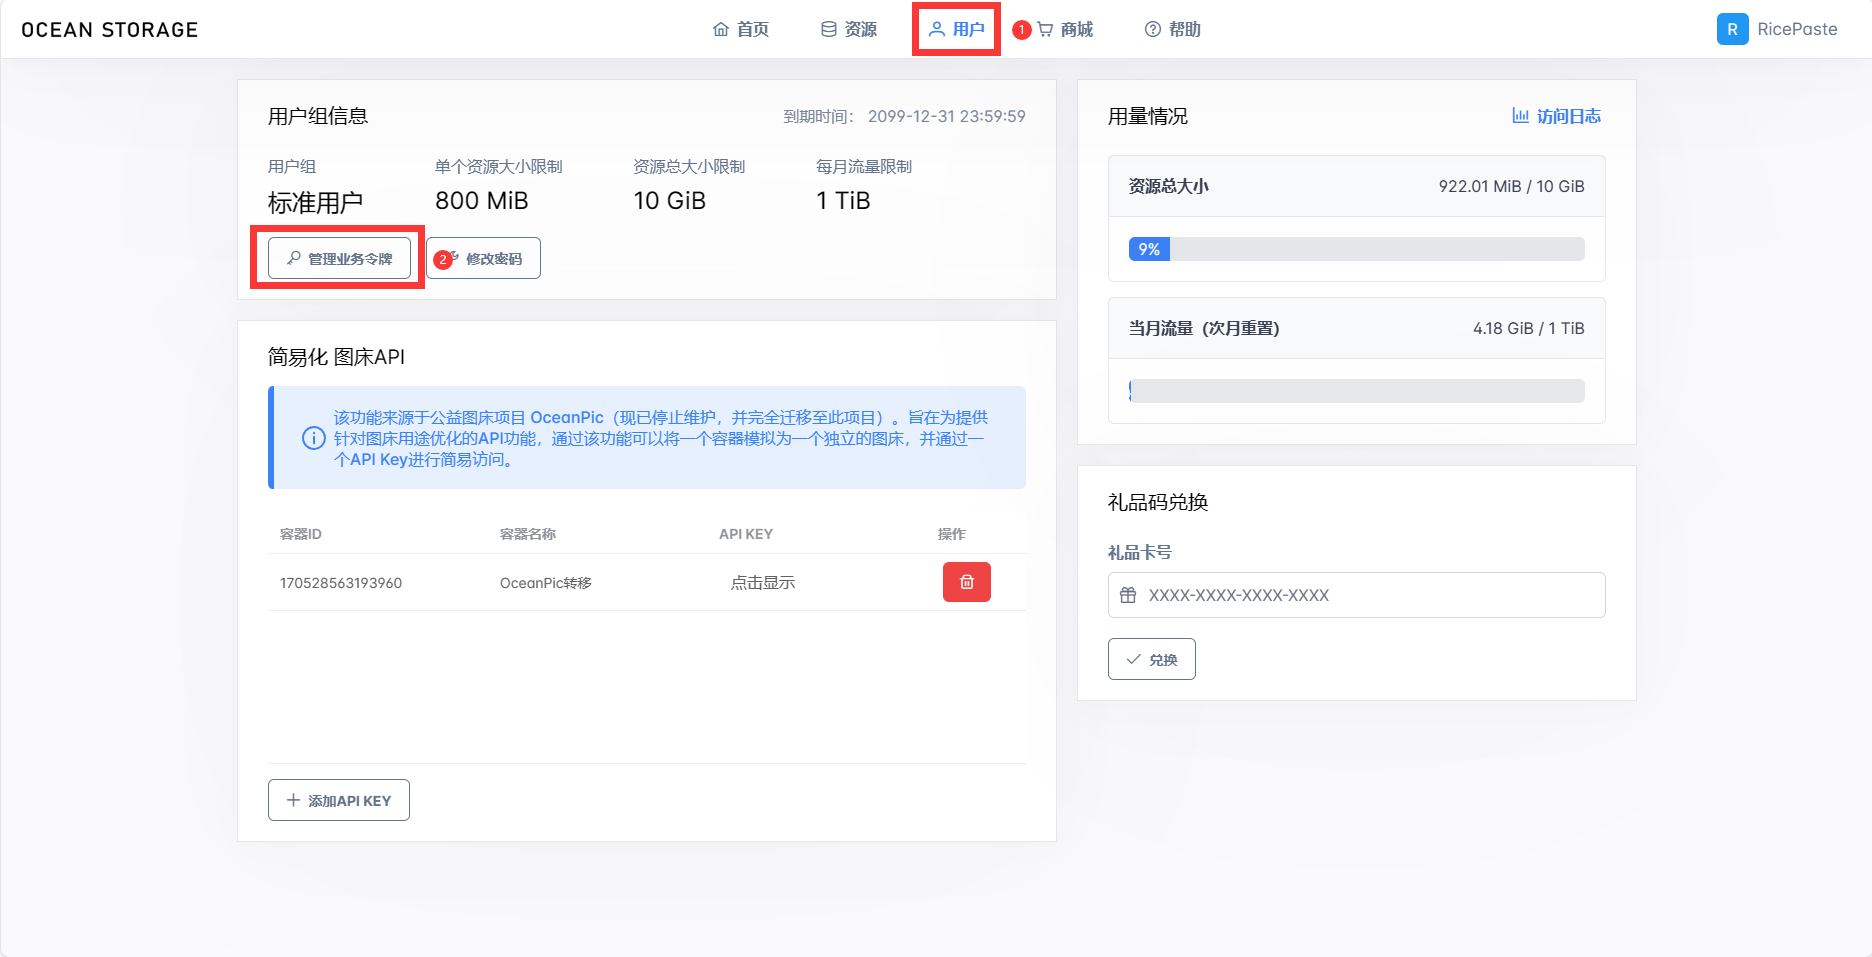 OCEAN STORAGE
首页
资源
用户
1
商城
帮助
R
RicePaste
用户组信息
到期时间： 2099-12-31 23:59:59
用户组
单个资源大小限制
资源总大小限制
每月流量限制
标准用户
800 MiB
10 GiB
1 TiB
管理业务令牌
2
修改密码
简易化 图床API
该功能来源于公益图床项目 OceanPic（现已停止维护，并完全迁移至此项目）。旨在为提供
针对图床用途优化的API功能，通过该功能可以将一个容器模拟为一个独立的图床，并通过一
个API Key进行简易访问。
容器ID
容器名称
API KEY
操作
170528563193960
OceanPic转移
点击显示
添加API KEY
用量情况
访问日志
资源总大小
922.01 MiB / 10 GiB
9%
当月流量（次月重置）
4.18 GiB / 1 TiB
礼品码兑换
礼品卡号
XXXX-XXXX-XXXX-XXXX
兑换